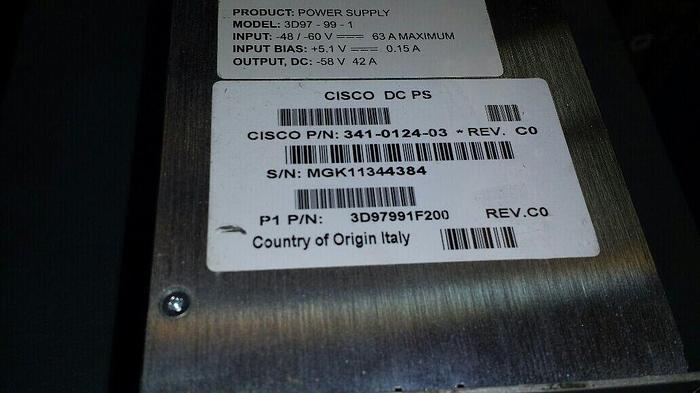 PRODUCT: POWER SUPPLY
MODEL: 3D97 - 99 - 1
INPUT: -48 / -60 V ⎓ 63 A MAXIMUM
INPUT BIAS: +5.1 V ⎓ 0.15 A
OUTPUT, DC: -58 V 42 A
CISCO DC PS
CISCO P/N: 341-0124-03 * REV. C0
S/N: MGK11344384
P1 P/N: 3D97991F200 REV.C0
Country of Origin Italy